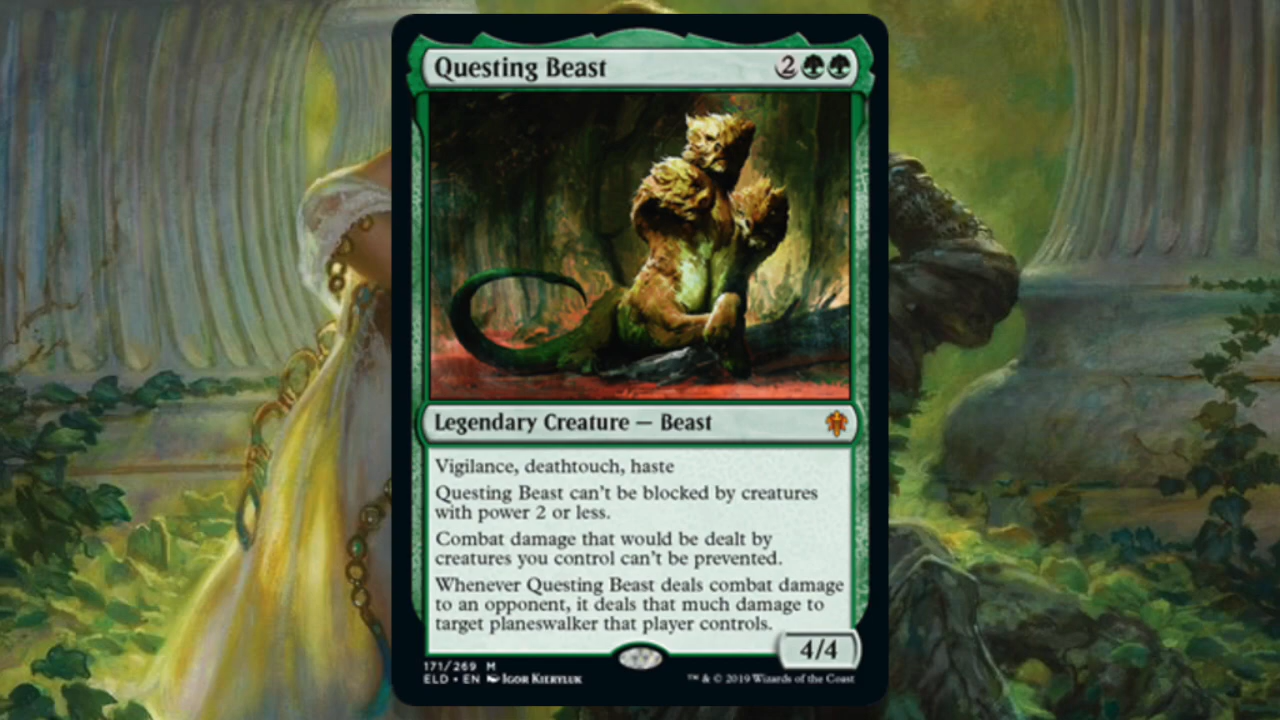 Questing Beast 2
Legendary Creature — Beast
Vigilance, deathtouch, haste
Questing Beast can't be blocked by creatures
with power 2 or less.
Combat damage that would be dealt by
creatures you control can't be prevented.
Whenever Questing Beast deals combat damage
to an opponent, it deals that much damage to
target planeswalker that player controls.
4/4
171/269 M
ELD • EN Igor Kieryluk
™ & © 2019 Wizards of the Coast